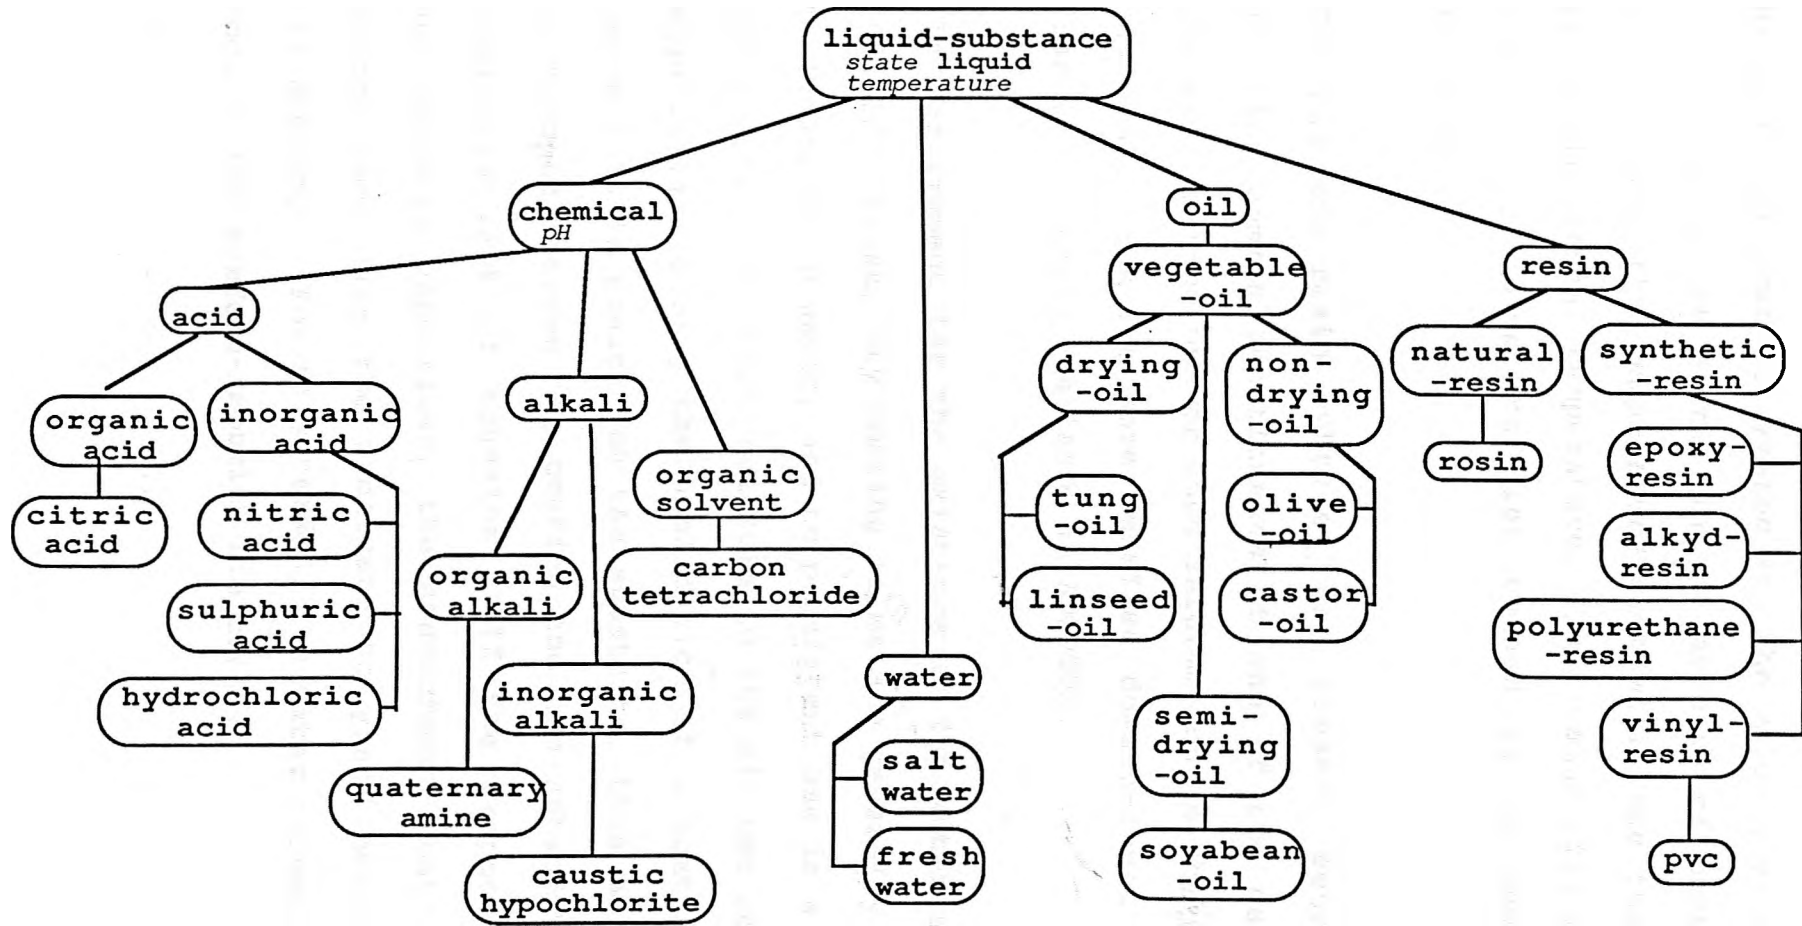 liquid-substance
state liquid
temperature
chemical
pH
oil
vegetable
-oil
resin
acid
organic
acid
inorganic
acid
citric
acid
nitric
acid
sulphuric
acid
hydrochloric
acid
alkali
organic
alkali
inorganic
alkali
quaternary
amine
caustic
hypochlorite
organic
solvent
carbon
tetrachloride
water
salt
water
fresh
water
drying
-oil
tung
-oil
linseed
-oil
non-
drying
-oil
olive
-oil
castor
-oil
semi-
drying
-oil
soyabean
-oil
natural
-resin
rosin
synthetic
-resin
epoxy-
resin
alkyd-
resin
polyurethane
-resin
vinyl-
resin
pvc